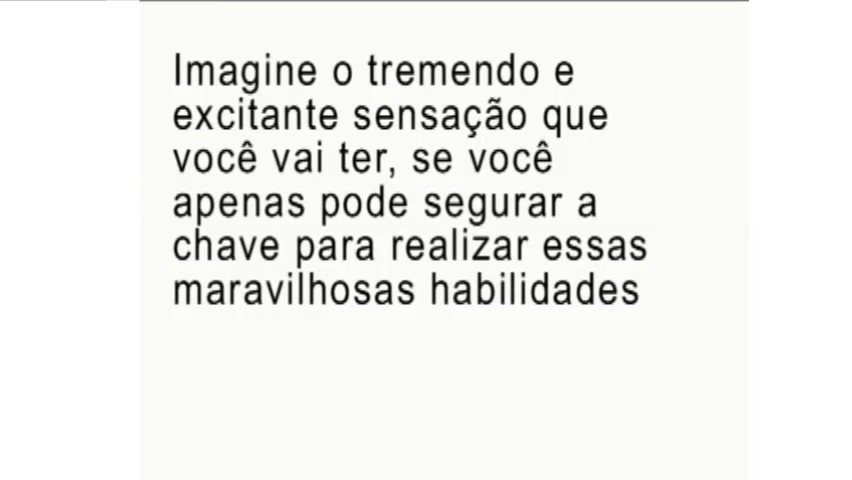 Imagine o tremendo e
excitante sensação que
você vai ter, se você
apenas pode segurar a
chave para realizar essas
maravilhosas habilidades